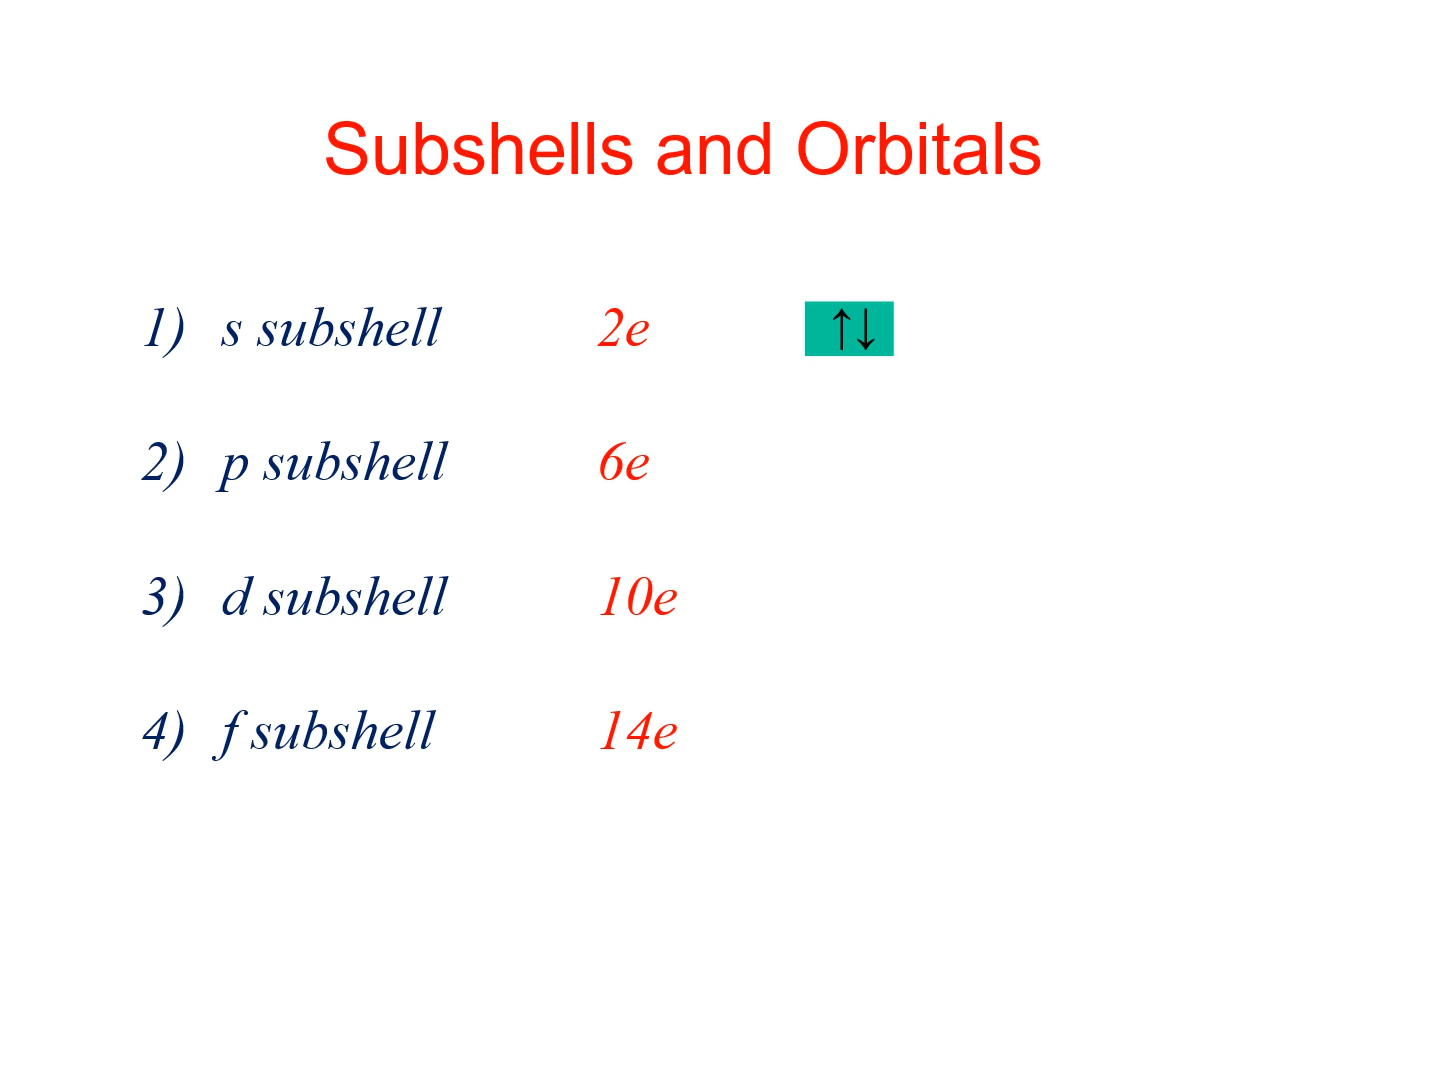 Subshells and Orbitals
1) s subshell 2e ↑↓
2) p subshell 6e
3) d subshell 10e
4) f subshell 14e